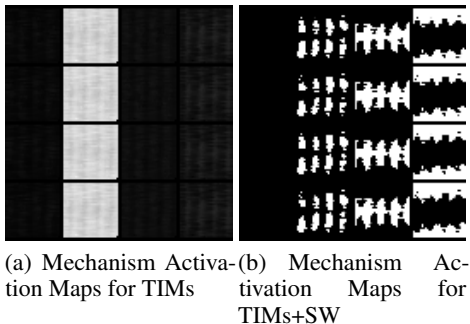 (a) Mechanism Activa-
tion Maps for TIMs
(b) Mechanism Ac-
tivation Maps for
TIMs+SW